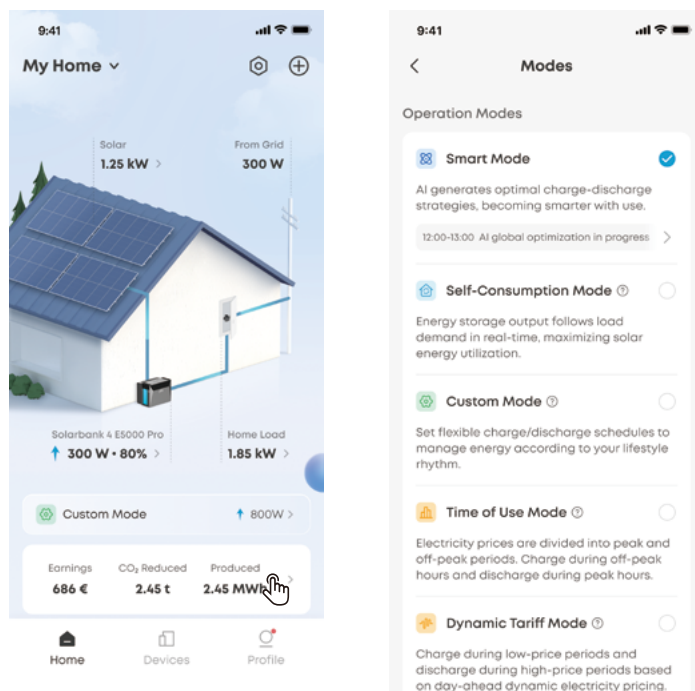 9:41
My Home
Solar
1.25 kW
From Grid
300 W
Solarbank 4 E5000 Pro
300 W • 80%
Home Load
1.85 kW
Custom Mode
800W
Earnings
686 €
CO₂ Reduced
2.45 t
Produced
2.45 MWh
Home
Devices
Profile
9:41
Modes
Operation Modes
Smart Mode
AI generates optimal charge-discharge
strategies, becoming smarter with use.
12:00-13:00 AI global optimization in progress
Self-Consumption Mode
Energy storage output follows load
demand in real-time, maximizing solar
energy utilization.
Custom Mode
Set flexible charge/discharge schedules to
manage energy according to your lifestyle
rhythm.
Time of Use Mode
Electricity prices are divided into peak and
off-peak periods. Charge during off-peak
hours and discharge during peak hours.
Dynamic Tariff Mode
Charge during low-price periods and
discharge during high-price periods based
on day-ahead dynamic electricity pricing.